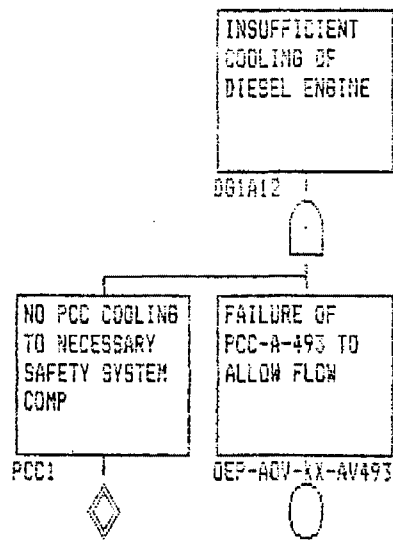 INSUFFICIENT
COOLING OF
DIESEL ENGINE
DG1A12
NO PCC COOLING
TO NECESSARY
SAFETY SYSTEM
COMP
PCC1
FAILURE OF
PCC-A-493 TO
ALLOW FLOW
DEP-AOV-XX-AV493